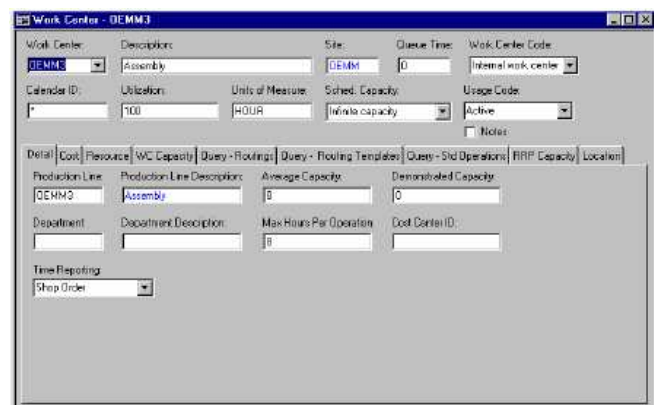 Work Center - OEMM3
Work Center: Description: Site: Queue Time: Work Center Code:
OEMM3 Assembly OEMM 0 Internal work center
Calendar ID: Utilization: Units of Measure: Sched. Capacity: Usage Code:
* 100 HOUR Infinite capacity Active
Notes
Detail Cost Resource WC Capacity Query - Routings Query - Routing Templates Query - Std Operations RRP Capacity Location
Production Line: Production Line Description: Average Capacity: Demonstrated Capacity:
OEMM3 Assembly 8 0
Department: Department Description: Max Hours Per Operation Cost Center ID:
8
Time Reporting:
Shop Order